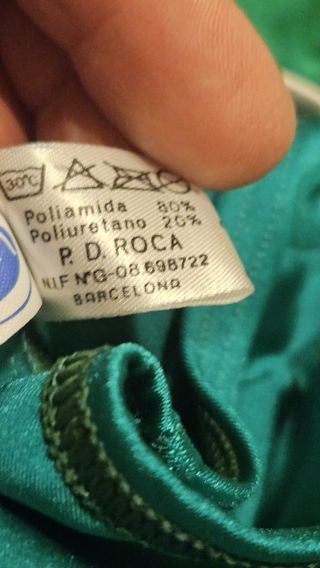 30°C
Poliamida 80%
Poliuretano 20%
P. D. ROCA
N.I.F Nº G-08 698722
BARCELONA